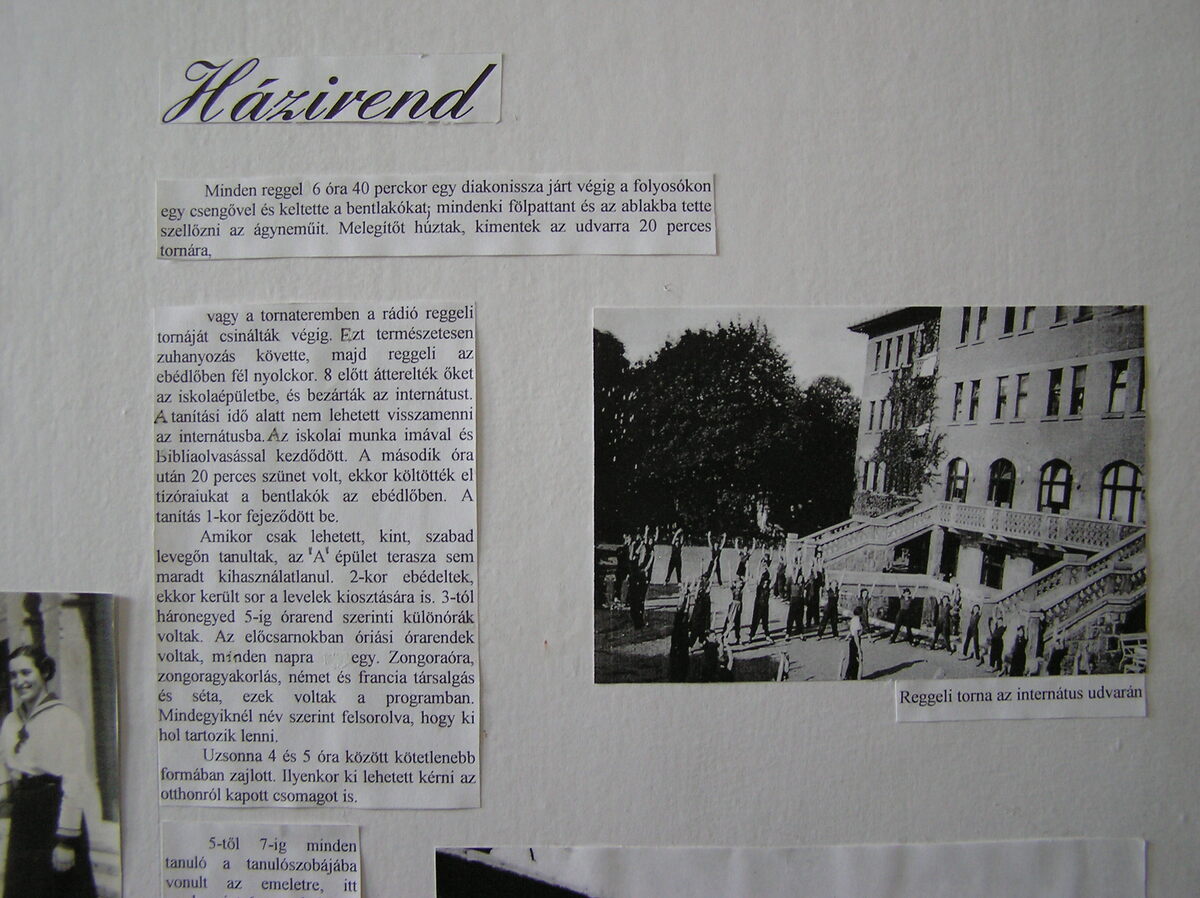 Házirend
Minden reggel 6 óra 40 perckor egy diakonissza járt végig a folyosókon
egy csengővel és keltette a bentlakókat; mindenki fölpattant és az ablakba tette
szellőzni az ágyneműit. Melegítőt húztak, kimentek az udvarra 20 perces
tornára,
vagy a tornateremben a rádió reggeli
tornáját csinálták végig. Ezt természetesen
zuhanyozás követte, majd reggeli az
ebédlőben fél nyolckor. 8 előtt átterelték őket
az iskolaépületbe, és bezárták az internátust.
A tanítási idő alatt nem lehetett visszamenni
az internátusba. Az iskolai munka imával és
Bibliaolvasással kezdődött. A második óra
után 20 perces szünet volt, ekkor költötték el
tízóraiukat a bentlakók az ebédlőben. A
tanítás 1-kor fejeződött be.
Amikor csak lehetett, kint, szabad
levegőn tanultak, az "A" épület terasza sem
maradt kihasználatlanul. 2-kor ebédeltek,
ekkor került sor a levelek kiosztására is. 3-tól
háronegyed 5-ig órarend szerinti különórák
voltak. Az előcsarnokban óriási órarendek
voltak, minden napra egy. Zongoraóra,
zongoragyakorlás, német és francia társalgás
és séta, ezek voltak a programban.
Mindegyiknél név szerint felsorolva, hogy ki
hol tartozik lenni.
Uzsonna 4 és 5 óra között kötetlenebb
formában zajlott. Ilyenkor ki lehetett kérni az
otthonról kapott csomagot is.
Reggeli torna az internátus udvarán
5-től 7-ig minden
tanuló a tanulószobájába
vonult az emeletre, itt